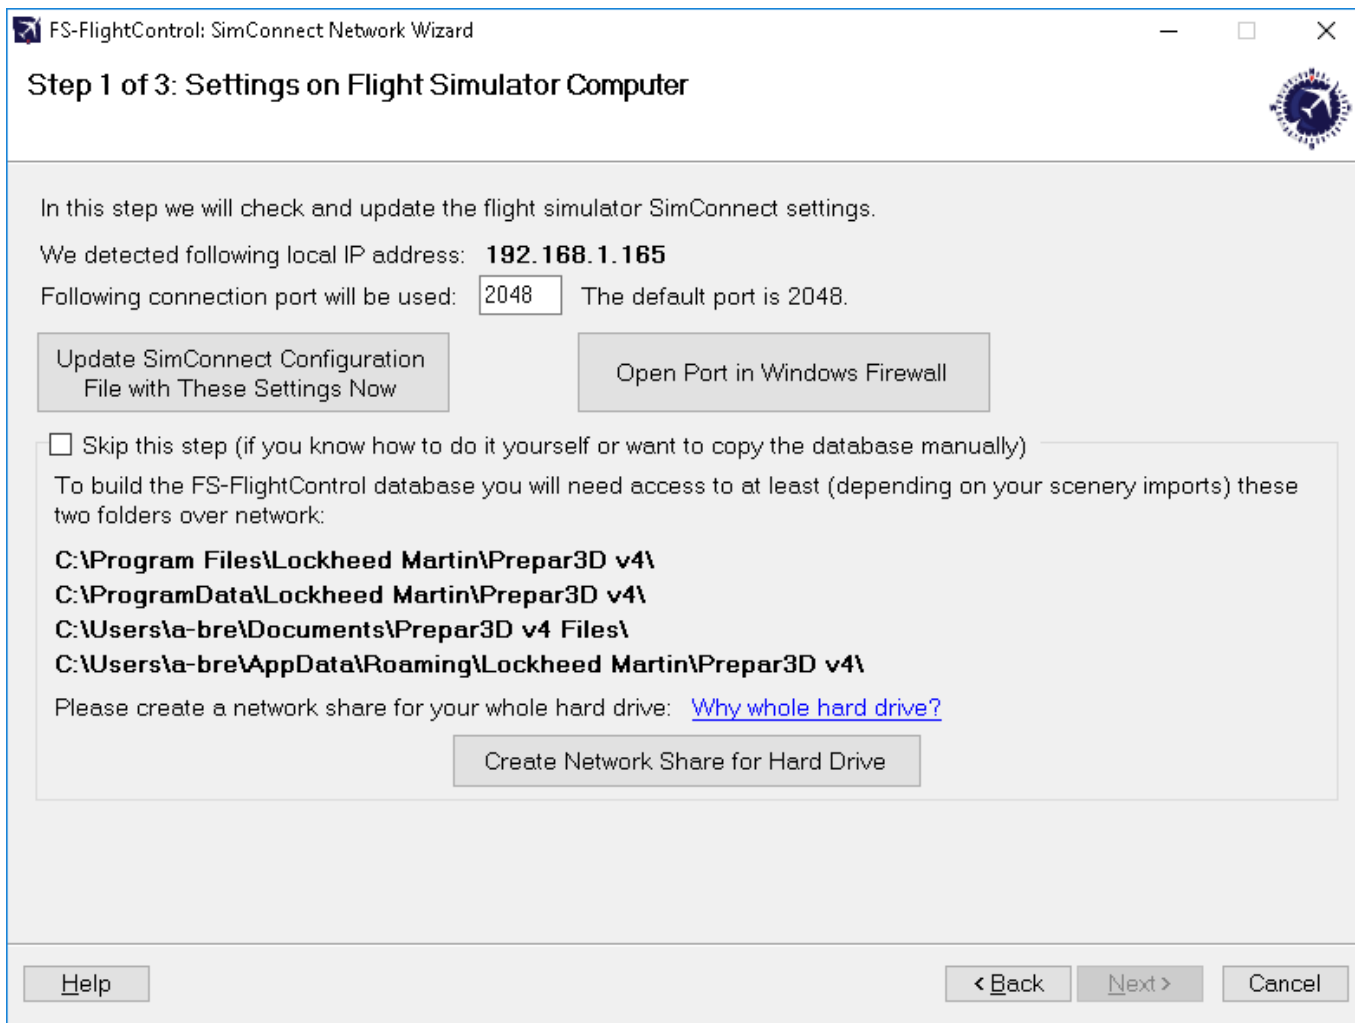 FS-FlightControl: SimConnect Network Wizard
Step 1 of 3: Settings on Flight Simulator Computer
In this step we will check and update the flight simulator SimConnect settings.
We detected following local IP address: 192.168.1.165
Following connection port will be used: 2048 The default port is 2048.
Update SimConnect Configuration
File with These Settings Now
Open Port in Windows Firewall
Skip this step (if you know how to do it yourself or want to copy the database manually)
To build the FS-FlightControl database you will need access to at least (depending on your scenery imports) these
two folders over network:
C:\Program Files\Lockheed Martin\Prepar3D v4\
C:\ProgramData\Lockheed Martin\Prepar3D v4\
C:\Users\a-bre\Documents\Prepar3D v4 Files\
C:\Users\a-bre\AppData\Roaming\Lockheed Martin\Prepar3D v4\
Please create a network share for your whole hard drive: Why whole hard drive?
Create Network Share for Hard Drive
Help
< Back
Next >
Cancel